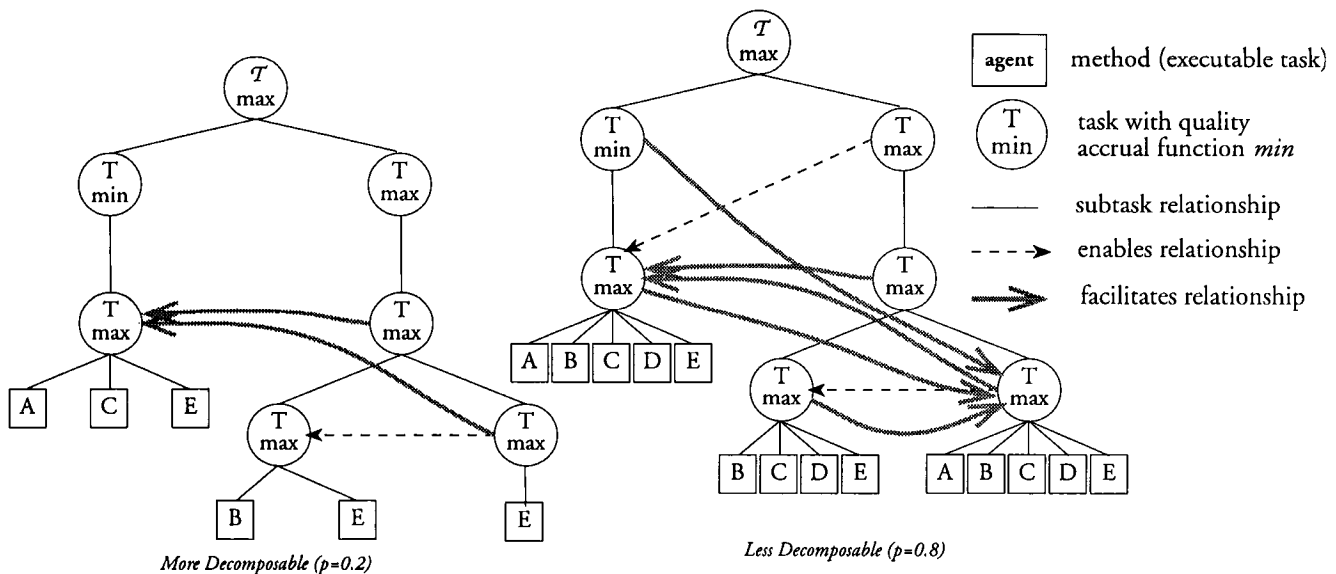 𝒯
max
T
min
T
max
T
max
T
max
A
C
E
T
max
T
max
B
E
E
More Decomposable (p=0.2)
𝒯
max
T
min
T
max
T
max
T
max
A B C D E
T
max
T
max
B C D E
A B C D E
Less Decomposable (p=0.8)
agent
method (executable task)
T
min
task with quality
accrual function min
subtask relationship
enables relationship
facilitates relationship